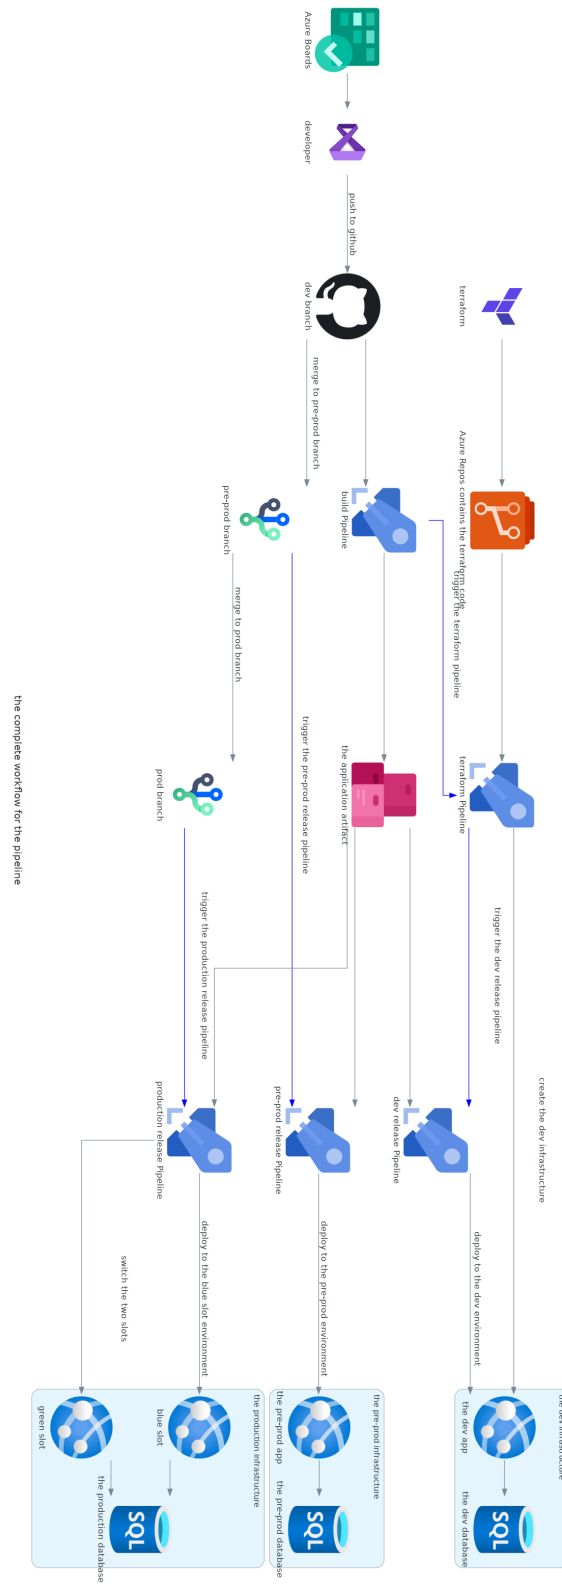 Azure Boards
developer
push to github
dev branch
terraform
merge to pre-prod branch
Azure Repos contains the terraform code
build Pipeline
pre-prod branch
trigger the terraform pipeline
merge to prod branch
the complete workflow for the pipeline
trigger the pre-prod release pipeline
the application artifact
terraform Pipeline
prod branch
trigger the production release pipeline
trigger the dev release pipeline
create the dev infrastructure
production release Pipeline
pre-prod release Pipeline
dev release Pipeline
deploy to the blue slot environment
deploy to the pre-prod environment
deploy to the dev environment
switch the two slots
the production infrastructure
the pre-prod infrastructure
the dev infrastructure
green slot
blue slot
the pre-prod app
the dev app
the production database
the pre-prod database
the dev database
SQL
SQL
SQL